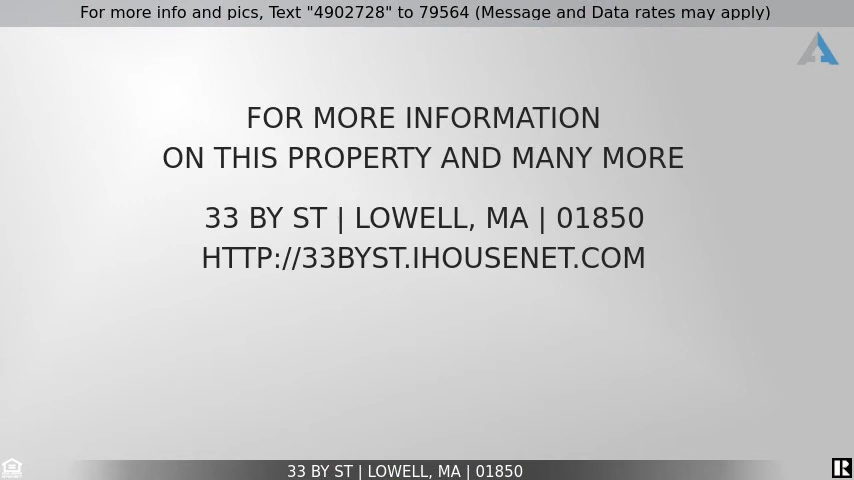 For more info and pics, Text "4902728" to 79564 (Message and Data rates may apply)
FOR MORE INFORMATION
ON THIS PROPERTY AND MANY MORE
33 BY ST | LOWELL, MA | 01850
HTTP://33BYST.IHOUSENET.COM
33 BY ST | LOWELL, MA | 01850